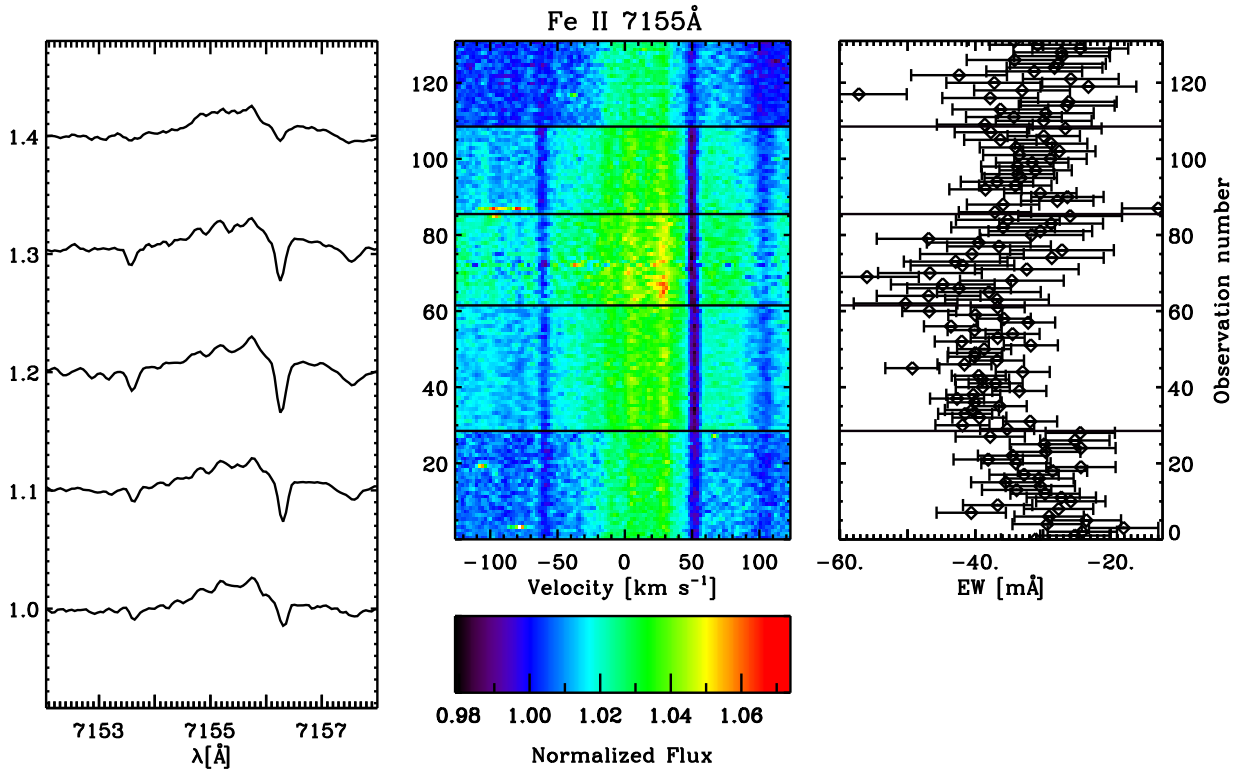 Fe II 7155Å
1.4
1.3
1.2
1.1
1.0
7153 7155 7157
λ[Å]
120
100
80
60
40
20
-100 -50 0 50 100
Velocity [km s⁻¹]
120
100
80
60
40
20
0
Observation number
-60. -40. -20.
EW [mÅ]
0.98 1.00 1.02 1.04 1.06
Normalized Flux